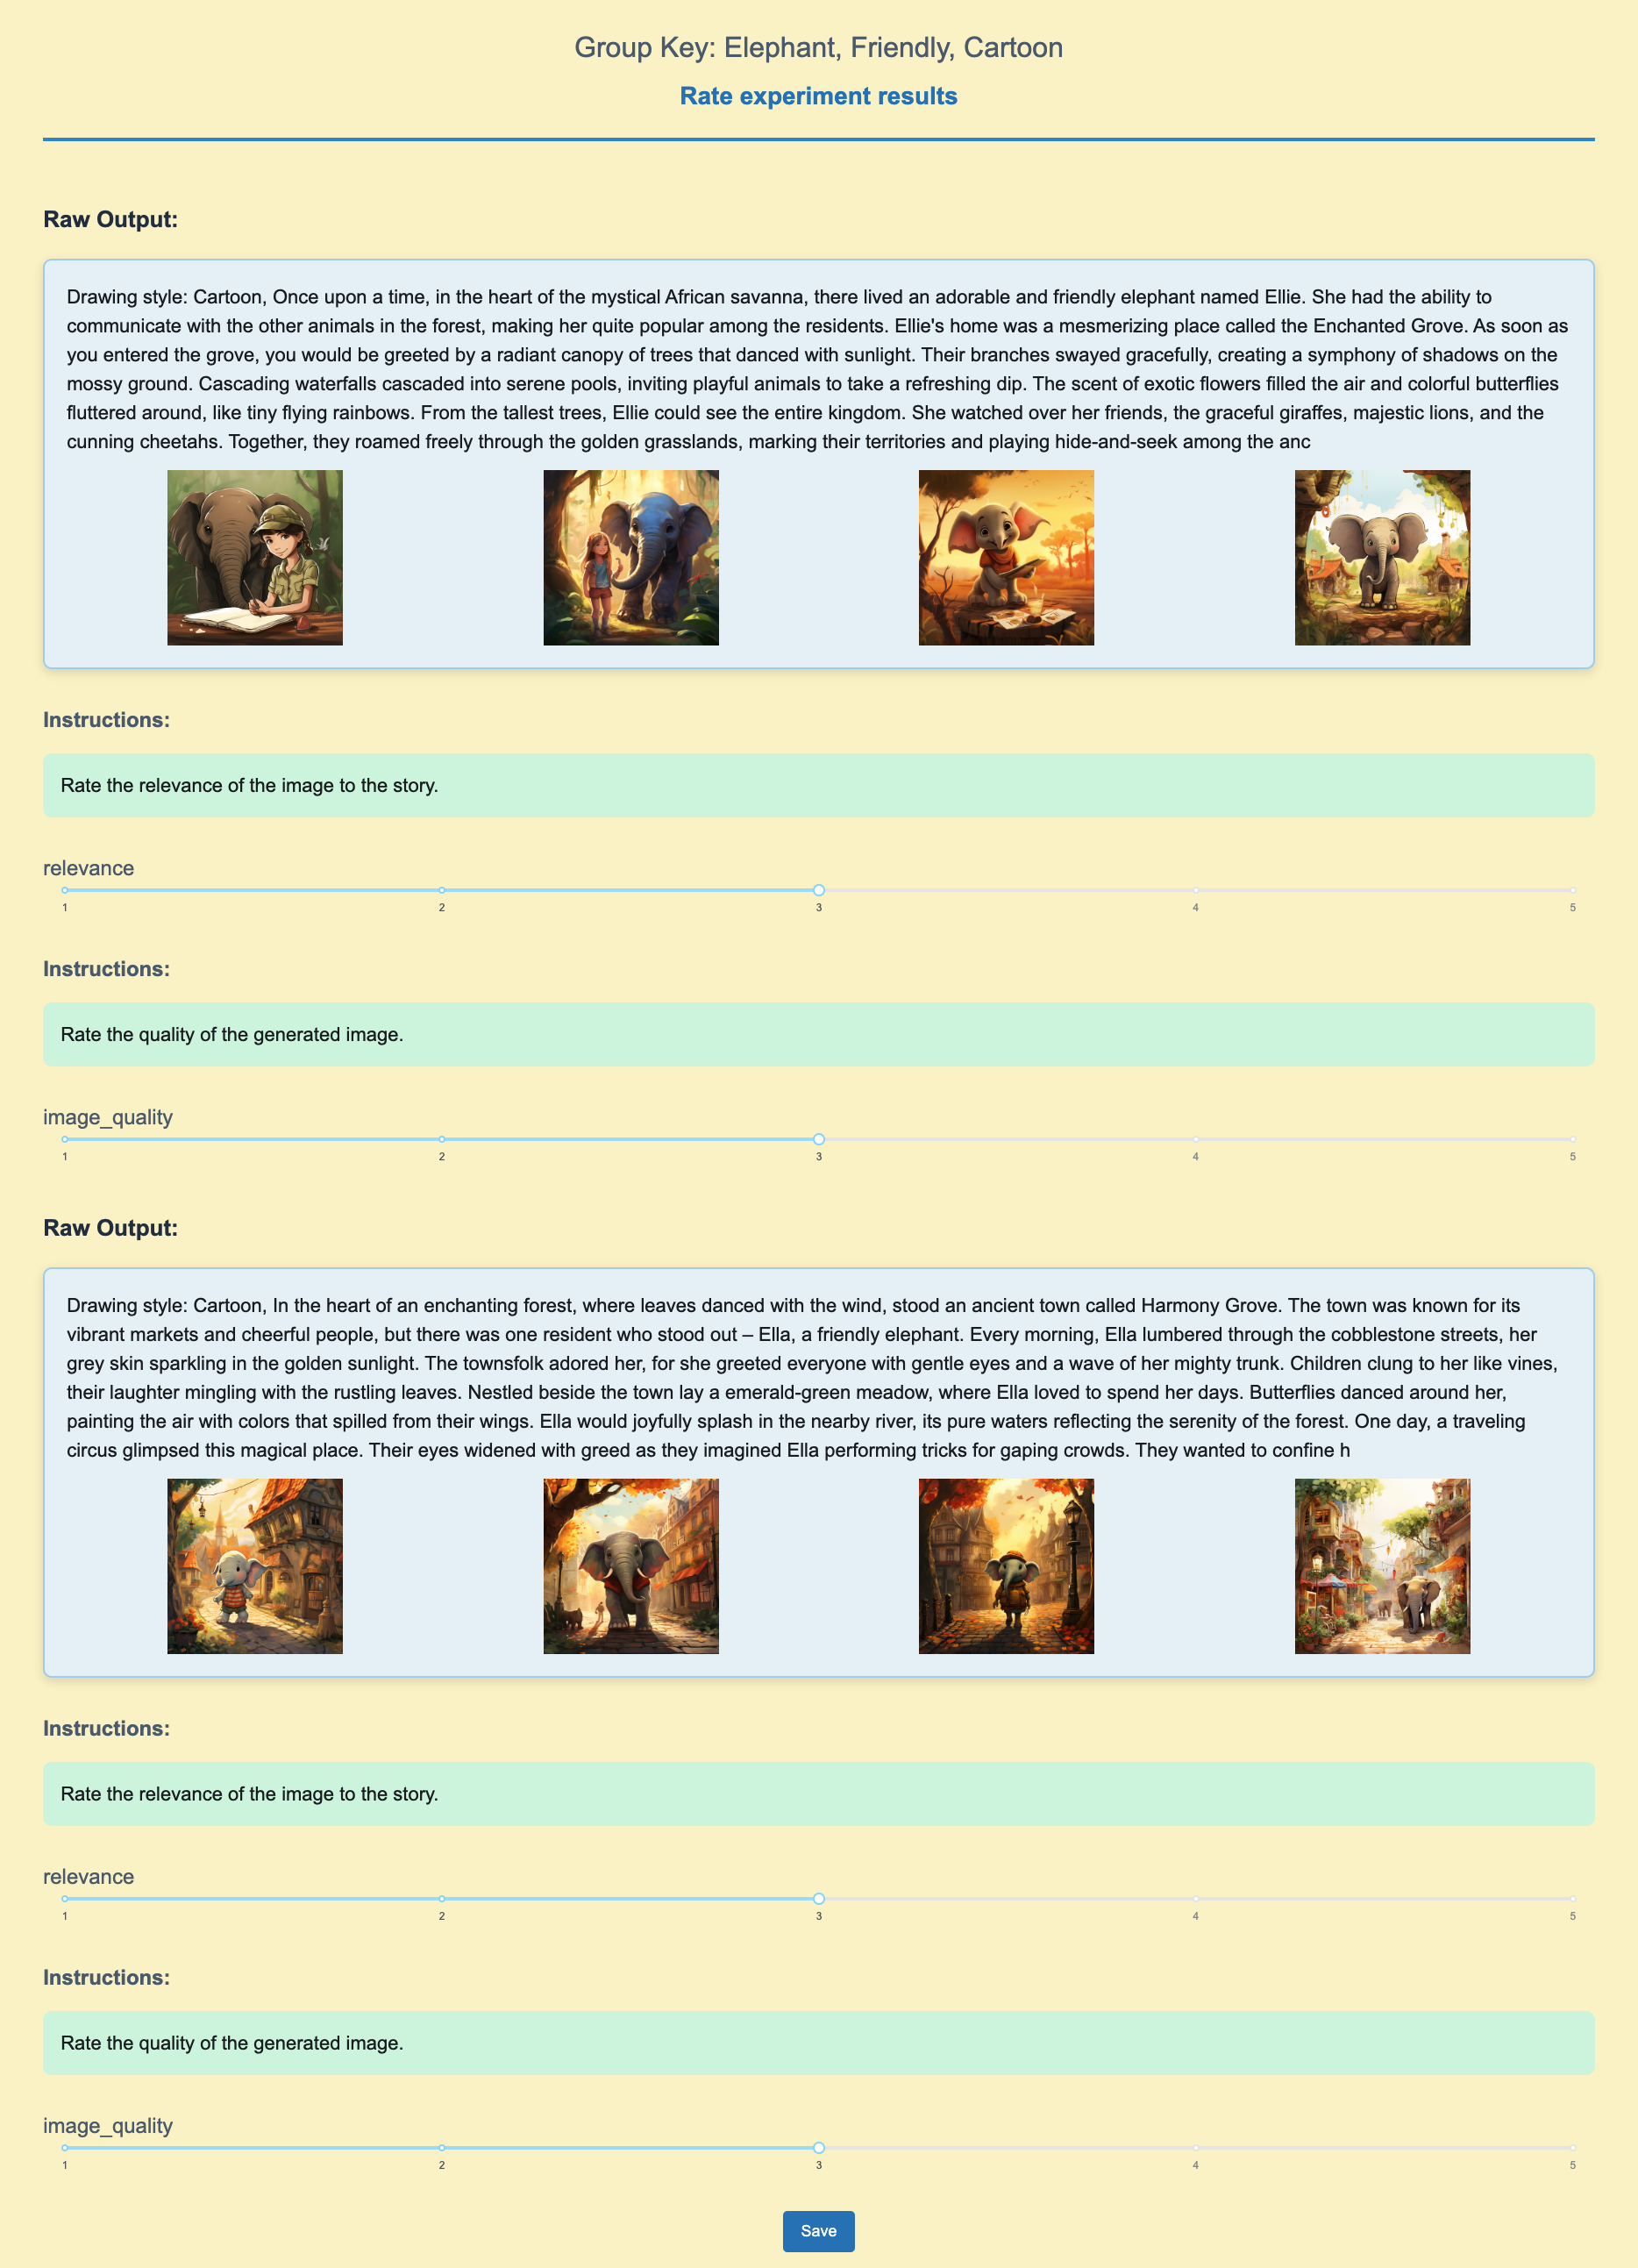 Group Key: Elephant, Friendly, Cartoon
Rate experiment results
Raw Output:
Drawing style: Cartoon, Once upon a time, in the heart of the mystical African savanna, there lived an adorable and friendly elephant named Ellie. She had the ability to
communicate with the other animals in the forest, making her quite popular among the residents. Ellie's home was a mesmerizing place called the Enchanted Grove. As soon as
you entered the grove, you would be greeted by a radiant canopy of trees that danced with sunlight. Their branches swayed gracefully, creating a symphony of shadows on the
mossy ground. Cascading waterfalls cascaded into serene pools, inviting playful animals to take a refreshing dip. The scent of exotic flowers filled the air and colorful butterflies
fluttered around, like tiny flying rainbows. From the tallest trees, Ellie could see the entire kingdom. She watched over her friends, the graceful giraffes, majestic lions, and the
cunning cheetahs. Together, they roamed freely through the golden grasslands, marking their territories and playing hide-and-seek among the anc
Instructions:
Rate the relevance of the image to the story.
relevance
1 2 3 4 5
Instructions:
Rate the quality of the generated image.
image_quality
1 2 3 4 5
Raw Output:
Drawing style: Cartoon, In the heart of an enchanting forest, where leaves danced with the wind, stood an ancient town called Harmony Grove. The town was known for its
vibrant markets and cheerful people, but there was one resident who stood out – Ella, a friendly elephant. Every morning, Ella lumbered through the cobblestone streets, her
grey skin sparkling in the golden sunlight. The townsfolk adored her, for she greeted everyone with gentle eyes and a wave of her mighty trunk. Children clung to her like vines,
their laughter mingling with the rustling leaves. Nestled beside the town lay a emerald-green meadow, where Ella loved to spend her days. Butterflies danced around her,
painting the air with colors that spilled from their wings. Ella would joyfully splash in the nearby river, its pure waters reflecting the serenity of the forest. One day, a traveling
circus glimpsed this magical place. Their eyes widened with greed as they imagined Ella performing tricks for gaping crowds. They wanted to confine h
Instructions:
Rate the relevance of the image to the story.
relevance
1 2 3 4 5
Instructions:
Rate the quality of the generated image.
image_quality
1 2 3 4 5
Save